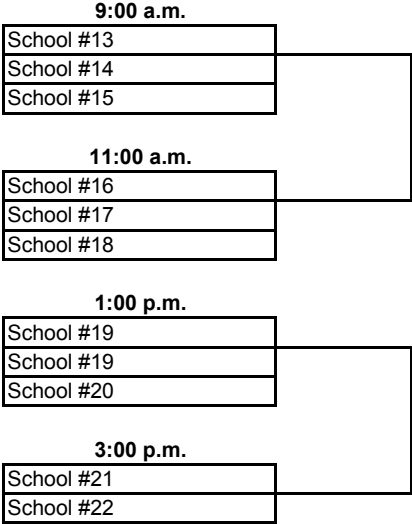 9:00 a.m.
School #13
School #14
School #15
11:00 a.m.
School #16
School #17
School #18
1:00 p.m.
School #19
School #19
School #20
3:00 p.m.
School #21
School #22